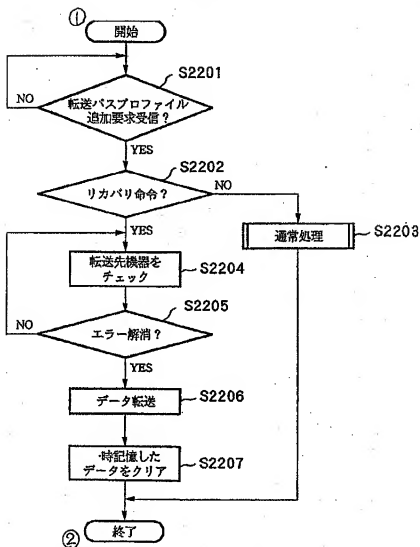 ①
開始
S2201
転送パスプロファイル
追加要求受信？
NO
YES
S2202
リカバリ命令？
NO
YES
通常処理
S2203
転送先機器を
チェック
S2204
S2205
エラー解消？
NO
YES
データ転送
S2206
一時記憶した
データをクリア
S2207
②
終了